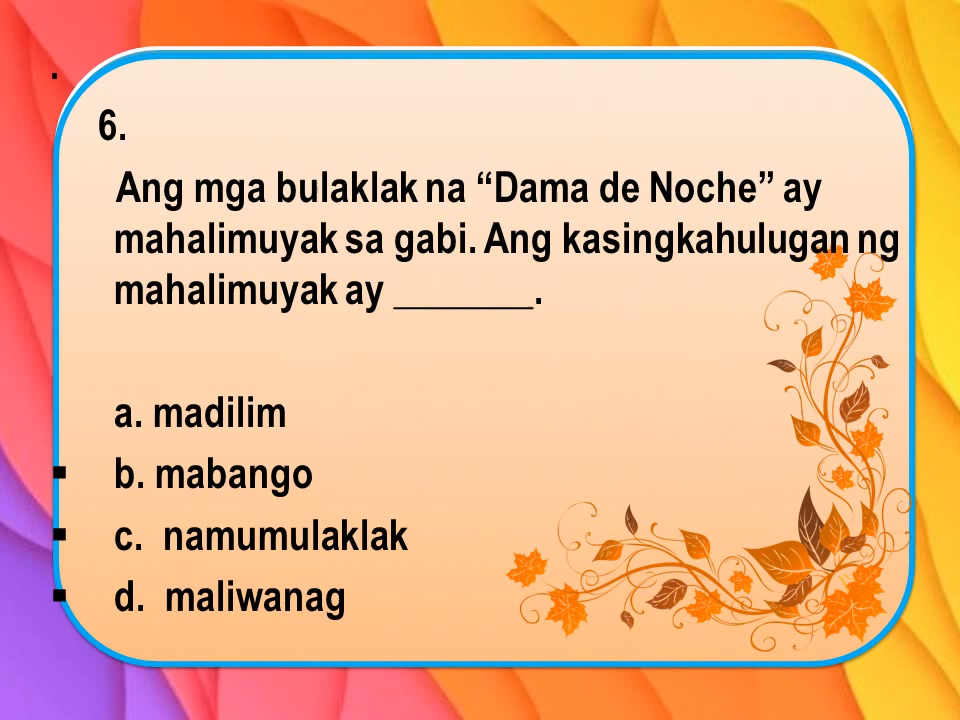 .
6.
Ang mga bulaklak na “Dama de Noche” ay
mahalimuyak sa gabi. Ang kasingkahulugan ng
mahalimuyak ay _______.
a. madilim
▪ b. mabango
▪ c. namumulaklak
▪ d. maliwanag